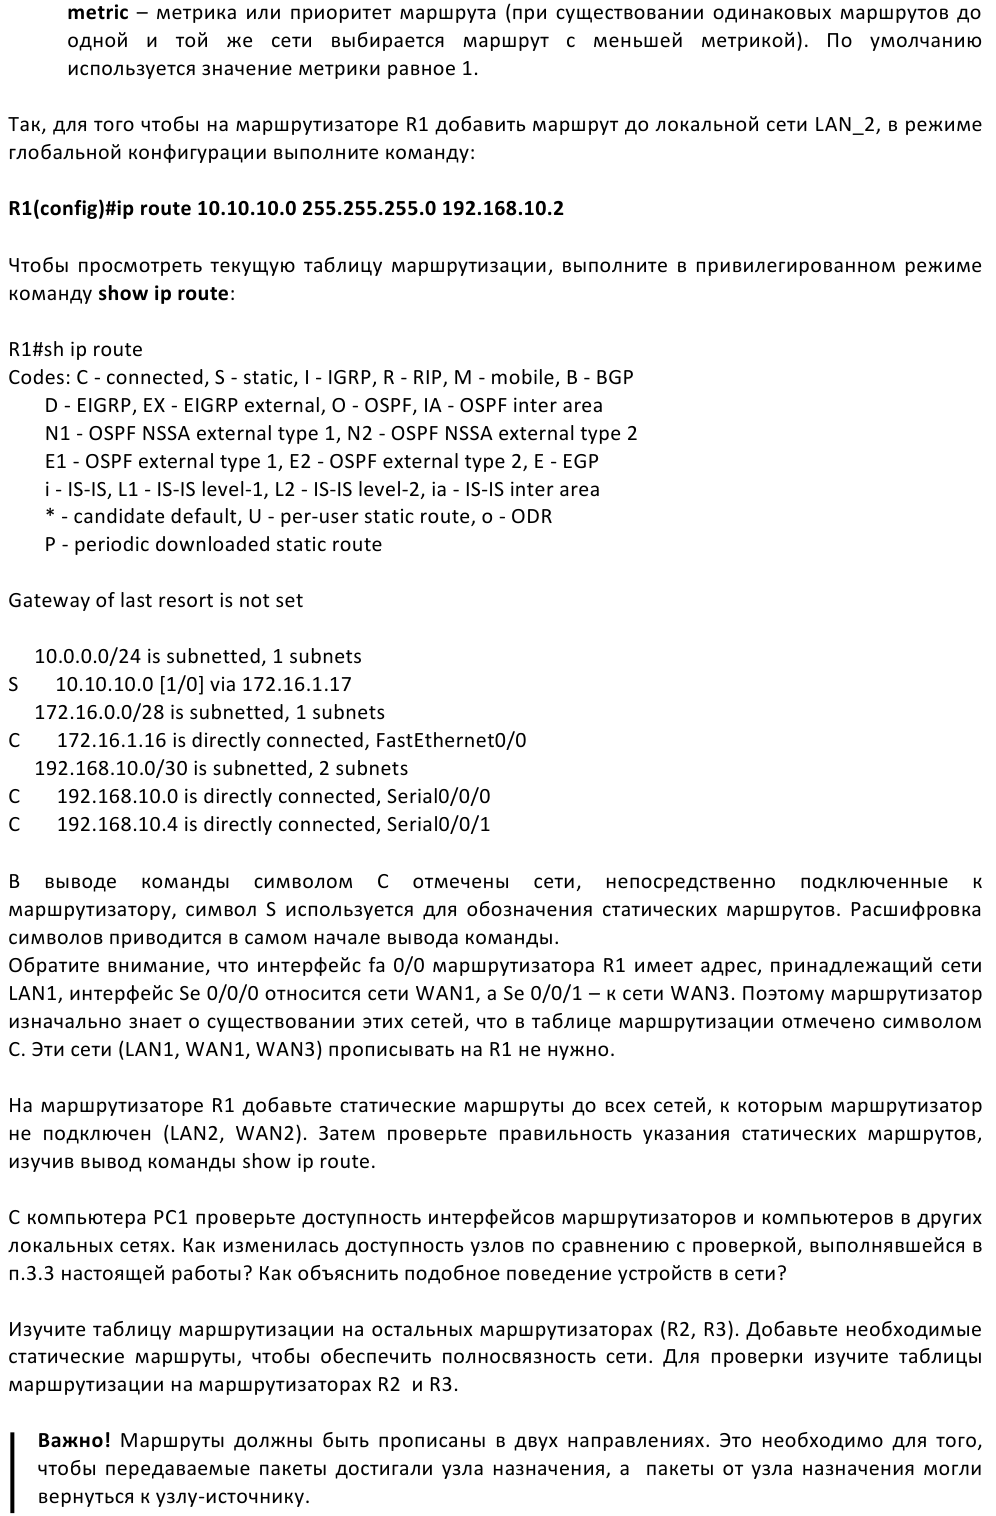 metric – метрика или приоритет маршрута (при существовании одинаковых маршрутов до
одной и той же сети выбирается маршрут с меньшей метрикой). По умолчанию
используется значение метрики равное 1.
Так, для того чтобы на маршрутизаторе R1 добавить маршрут до локальной сети LAN_2, в режиме
глобальной конфигурации выполните команду:
R1(config)#ip route 10.10.10.0 255.255.255.0 192.168.10.2
Чтобы просмотреть текущую таблицу маршрутизации, выполните в привилегированном режиме
команду show ip route:
R1#sh ip route
Codes: C - connected, S - static, I - IGRP, R - RIP, M - mobile, B - BGP
D - EIGRP, EX - EIGRP external, O - OSPF, IA - OSPF inter area
N1 - OSPF NSSA external type 1, N2 - OSPF NSSA external type 2
E1 - OSPF external type 1, E2 - OSPF external type 2, E - EGP
i - IS-IS, L1 - IS-IS level-1, L2 - IS-IS level-2, ia - IS-IS inter area
* - candidate default, U - per-user static route, o - ODR
P - periodic downloaded static route
Gateway of last resort is not set
10.0.0.0/24 is subnetted, 1 subnets
S 10.10.10.0 [1/0] via 172.16.1.17
172.16.0.0/28 is subnetted, 1 subnets
C 172.16.1.16 is directly connected, FastEthernet0/0
192.168.10.0/30 is subnetted, 2 subnets
C 192.168.10.0 is directly connected, Serial0/0/0
C 192.168.10.4 is directly connected, Serial0/0/1
В выводе команды символом С отмечены сети, непосредственно подключенные к
маршрутизатору, символ S используется для обозначения статических маршрутов. Расшифровка
символов приводится в самом начале вывода команды.
Обратите внимание, что интерфейс fa 0/0 маршрутизатора R1 имеет адрес, принадлежащий сети
LAN1, интерфейс Se 0/0/0 относится сети WAN1, а Se 0/0/1 – к сети WAN3. Поэтому маршрутизатор
изначально знает о существовании этих сетей, что в таблице маршрутизации отмечено символом
С. Эти сети (LAN1, WAN1, WAN3) прописывать на R1 не нужно.
На маршрутизаторе R1 добавьте статические маршруты до всех сетей, к которым маршрутизатор
не подключен (LAN2, WAN2). Затем проверьте правильность указания статических маршрутов,
изучив вывод команды show ip route.
С компьютера PC1 проверьте доступность интерфейсов маршрутизаторов и компьютеров в других
локальных сетях. Как изменилась доступность узлов по сравнению с проверкой, выполнявшейся в
п.3.3 настоящей работы? Как объяснить подобное поведение устройств в сети?
Изучите таблицу маршрутизации на остальных маршрутизаторах (R2, R3). Добавьте необходимые
статические маршруты, чтобы обеспечить полносвязность сети. Для проверки изучите таблицы
маршрутизации на маршрутизаторах R2 и R3.
Важно! Маршруты должны быть прописаны в двух направлениях. Это необходимо для того,
чтобы передаваемые пакеты достигали узла назначения, а пакеты от узла назначения могли
вернуться к узлу-источнику.